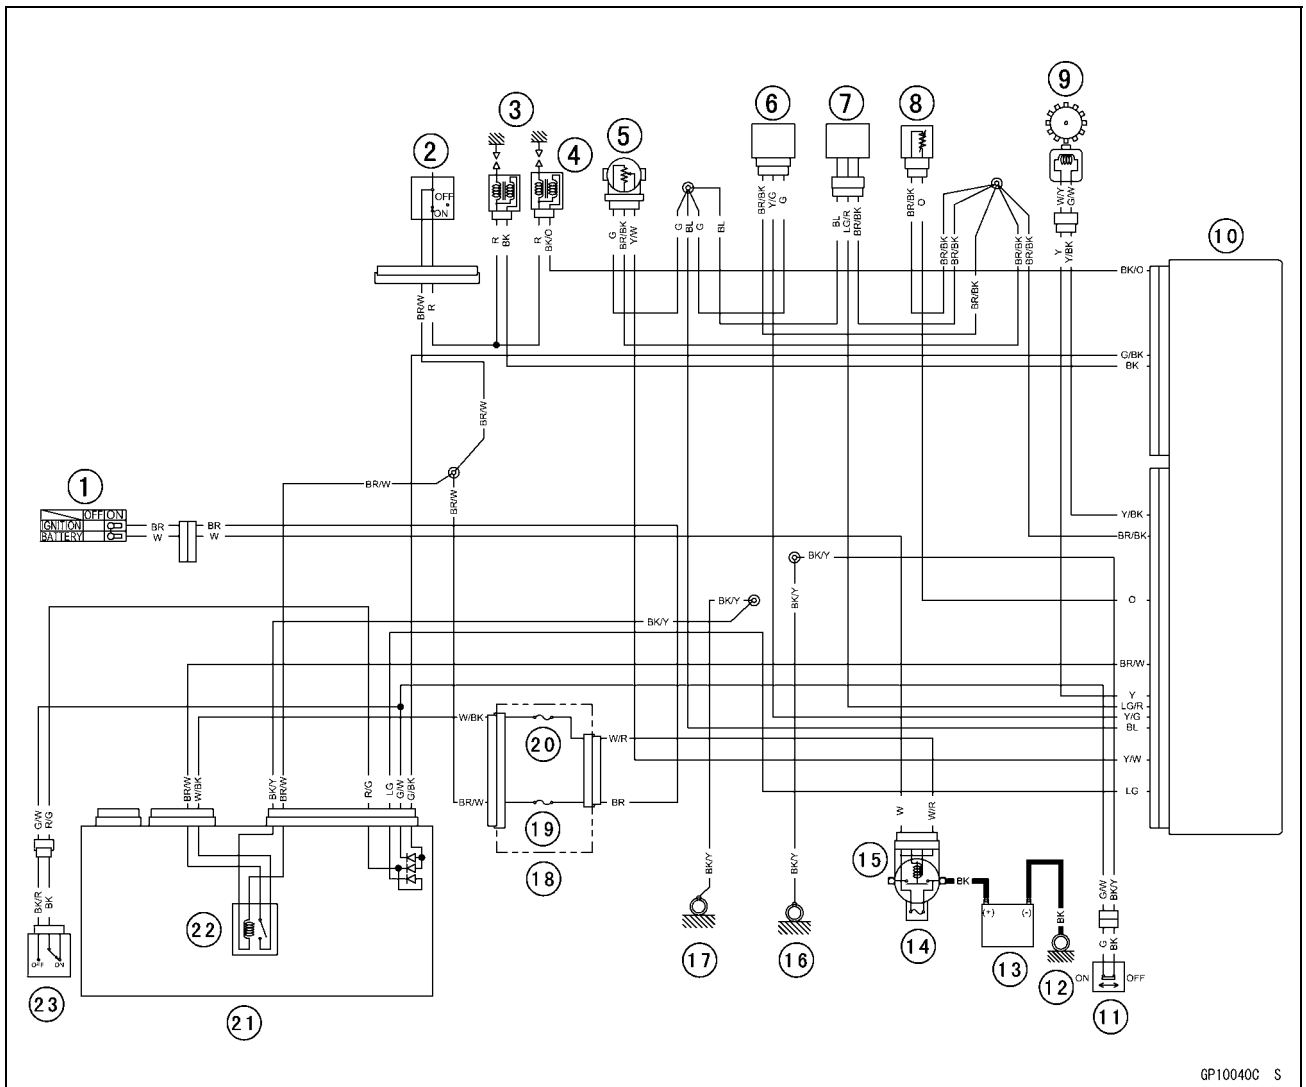 9
3
6
7
8
5
2
4
OFF
ON
W/Y
G/W
BR/BK
Y/G
G
BR/BK
O
BL
LG/R
BR/BK
R
BK
R
BK/O
G
BR/BK
Y/W
G
BL
G
BL
BR/BK
BR/BK
BR/BK
BR/BK
BR/BK
Y
Y/BK
10
BK/O
BR/W
R
G/BK
BK
BR/W
BR/W
BR/W
1
OFF ON
IGNITION
BATTERY
BR
W
BR
W
Y/BK
BR/BK
BK/Y
BK/Y
BK/Y
BK/Y
O
BR/W
Y
LG/R
Y/G
BL
Y/W
LG
W/BK
20
W/R
BR/W
19
BR
18
BR/W
W/BK
BK/Y
BR/W
R/G
LG
G/W
G/BK
G/W
R/G
BK/R
BK
OFF
ON
23
22
21
BK/Y
17
BK/Y
16
W
W/R
15
14
BK
(+)
(-)
13
BK
12
G/W
BK/Y
G
BK
ON
OFF
11
GP10040C S